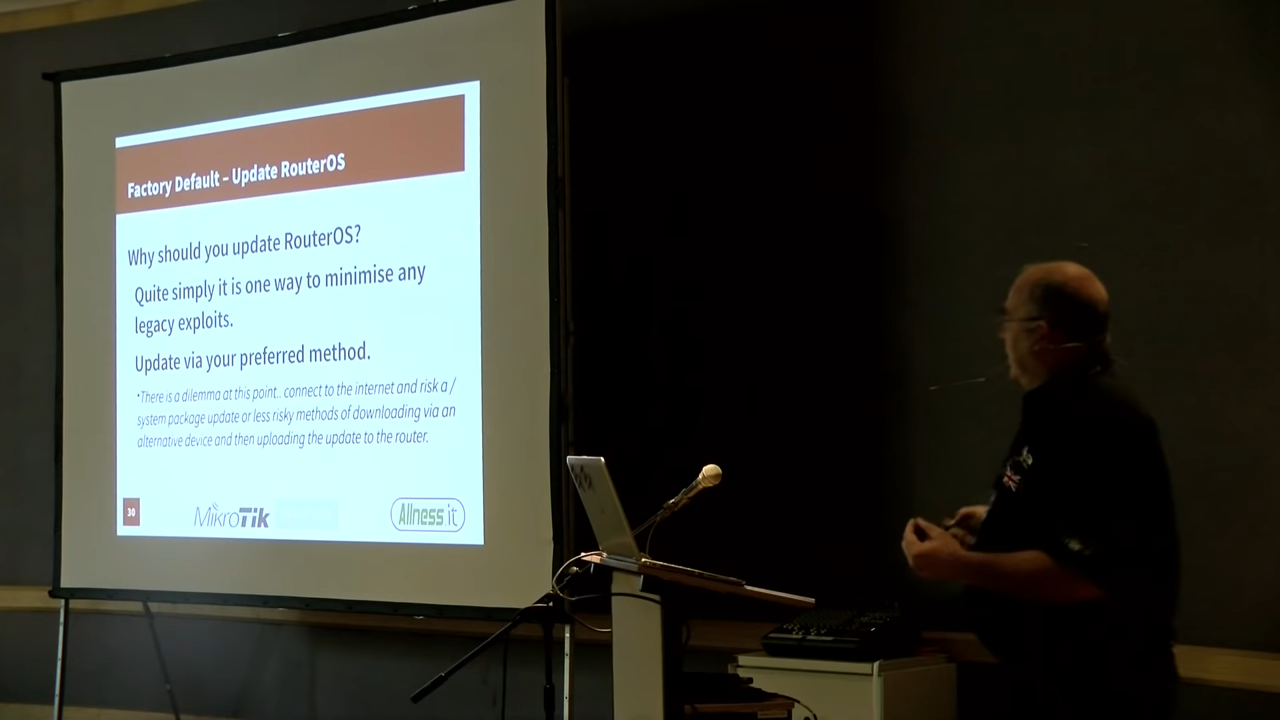 Factory Default – Update RouterOS
Why should you update RouterOS?
Quite simply it is one way to minimise any
legacy exploits.
Update via your preferred method.
•There is a dilemma at this point.. connect to the internet and risk a /
system package update or less risky methods of downloading via an
alternative device and then uploading the update to the router.
30
MikroTik
Allness.it